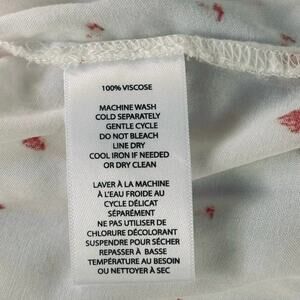 100% VISCOSE
MACHINE WASH
COLD SEPARATELY
GENTLE CYCLE
DO NOT BLEACH
LINE DRY
COOL IRON IF NEEDED
OR DRY CLEAN
LAVER À LA MACHINE
À L'EAU FROIDE AU
CYCLE DÉLICAT
SÉPARÉMENT
NE PAS UTILISER DE
CHLORURE DÉCOLORANT
SUSPENDRE POUR SÉCHER
REPASSER À BASSE
TEMPÉRATURE AU BESOIN
OU NETTOYER À SEC